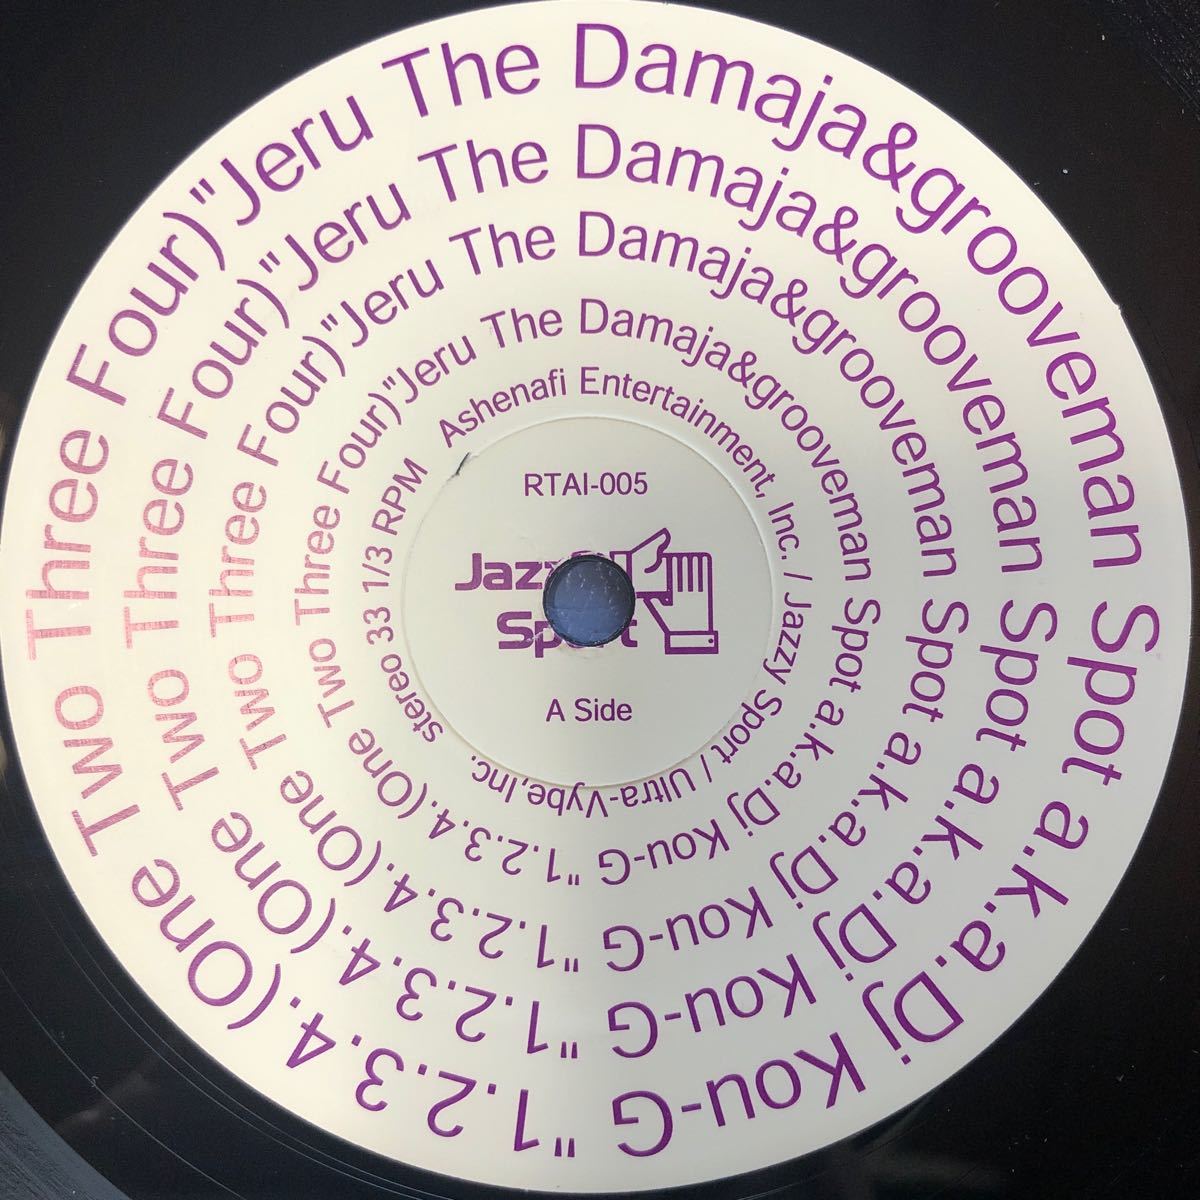 Jeru The Damaja&grooveman Spot a.k.a.Dj Kou-G "1.2.3.4.(One Two Three Four)"
Jeru The Damaja&grooveman Spot a.k.a.Dj Kou-G "1.2.3.4.(One Two Three Four)"
Jeru The Damaja&grooveman Spot a.k.a.Dj Kou-G "1.2.3.4.(One Two Three Four)"
Jeru The Damaja&grooveman Spot a.k.a.Dj Kou-G "1.2.3.4.(One Two Three Four)"
stereo 33 1/3 RPM Ashenafi Entertainment, Inc. / Jazzy Sport / Ultra-Vybe,Inc.
RTAI-005
Jazzy
Sport
A Side